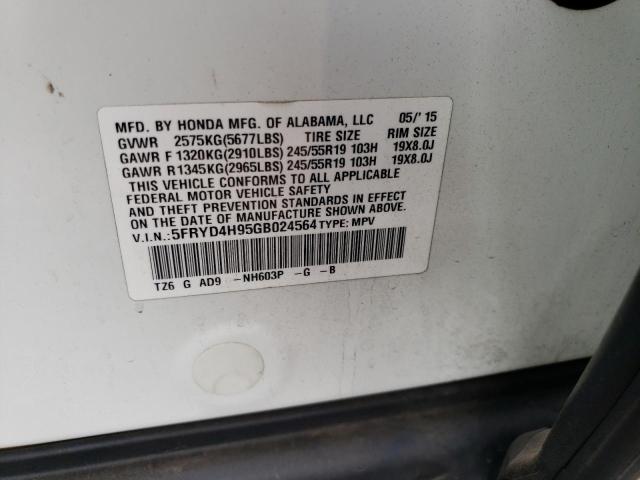 MFD. BY HONDA MFG. OF ALABAMA, LLC 05/'15
GVWR 2575KG(5677LBS) TIRE SIZE RIM SIZE
GAWR F 1320KG(2910LBS) 245/55R19 103H 19X8.0J
GAWR R 1345KG(2965LBS) 245/55R19 103H 19X8.0J
THIS VEHICLE CONFORMS TO ALL APPLICABLE
FEDERAL MOTOR VEHICLE SAFETY
AND THEFT PREVENTION STANDARDS IN EFFECT
ON THE DATE OF MANUFACTURE SHOWN ABOVE.
V.I.N.: 5FRYD4H95GB024564 TYPE: MPV
TZ6 G AD9 -NH603P -G -B